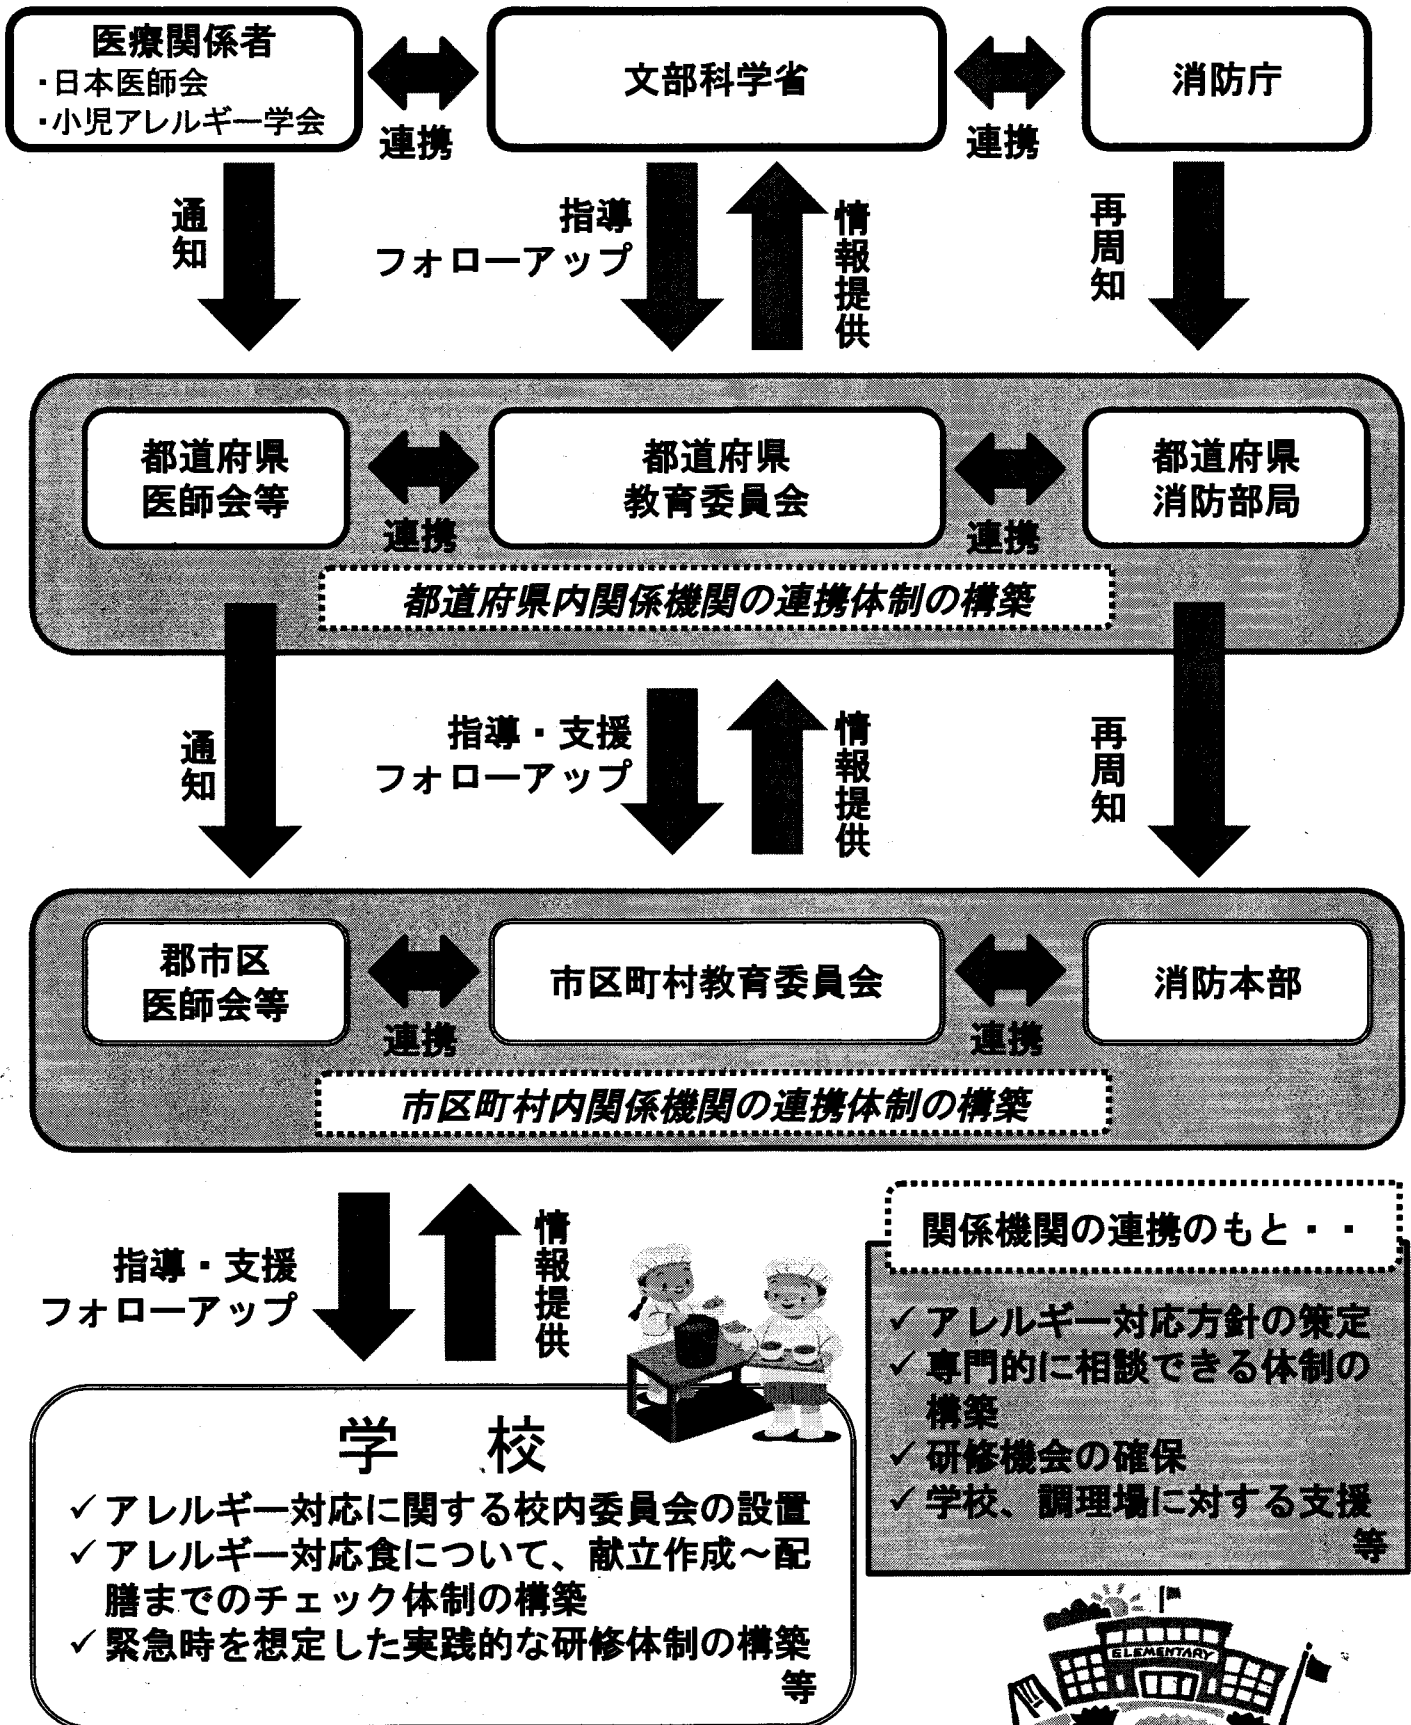 医療関係者
・日本医師会
・小児アレルギー学会
連携
文部科学省
連携
消防庁
通知
指導
フォローアップ
情報提供
再周知
都道府県
医師会等
連携
都道府県
教育委員会
連携
都道府県
消防部局
都道府県内関係機関の連携体制の構築
通知
指導・支援
フォローアップ
情報提供
再周知
郡市区
医師会等
連携
市区町村教育委員会
連携
消防本部
市区町村内関係機関の連携体制の構築
指導・支援
フォローアップ
情報提供
関係機関の連携のもと・・
✓アレルギー対応方針の策定
✓専門的に相談できる体制の
構築
✓研修機会の確保
✓学校、調理場に対する支援
等
学　校
✓アレルギー対応に関する校内委員会の設置
✓アレルギー対応食について、献立作成～配
膳までのチェック体制の構築
✓緊急時を想定した実践的な研修体制の構築
等
ELEMENTARY